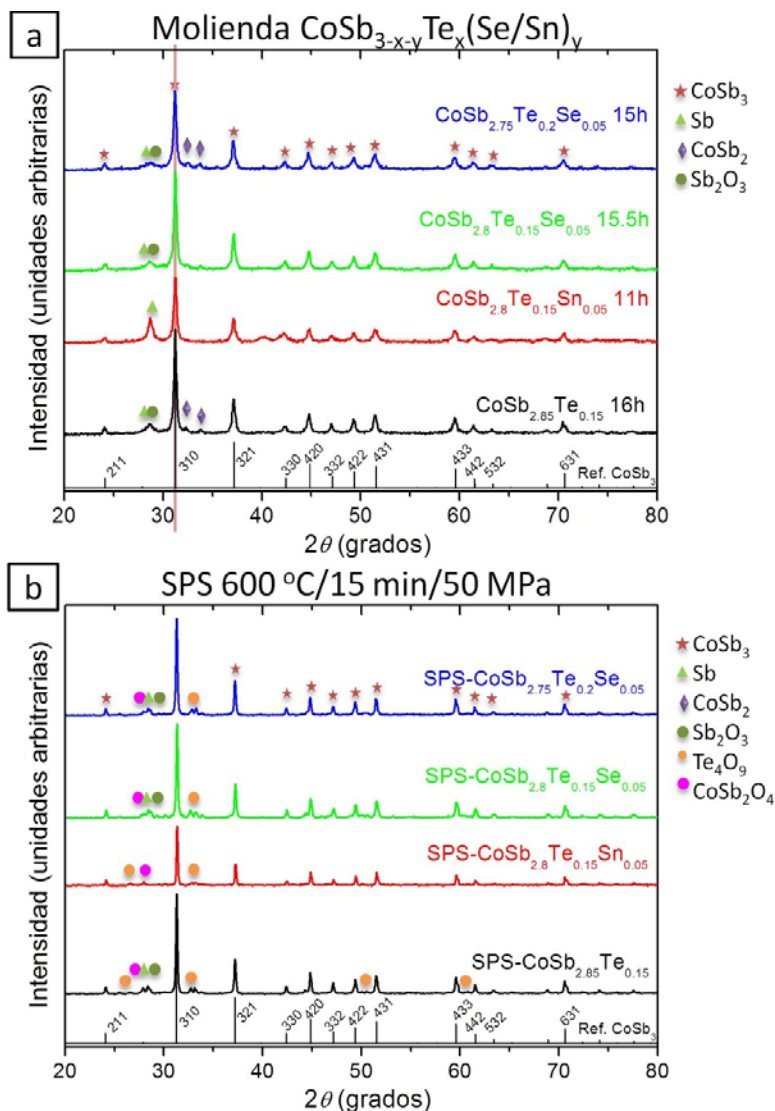 a
Molienda CoSb₃₋ₓ₋ᵧTeₓ(Se/Sn)ᵧ
CoSb₂.₇₅Te₀.₂Se₀.₀₅ 15h
CoSb₂.₈Te₀.₁₅Se₀.₀₅ 15.5h
CoSb₂.₈Te₀.₁₅Sn₀.₀₅ 11h
CoSb₂.₈₅Te₀.₁₅ 16h
CoSb₃
Sb
CoSb₂
Sb₂O₃
Intensidad (unidades arbitrarias)
211 310 321 330 420 332 422 431 433 442 532 631
Ref. CoSb₃
20 30 40 50 60 70 80
2θ (grados)
b
SPS 600 °C/15 min/50 MPa
SPS-CoSb₂.₇₅Te₀.₂Se₀.₀₅
SPS-CoSb₂.₈Te₀.₁₅Se₀.₀₅
SPS-CoSb₂.₈Te₀.₁₅Sn₀.₀₅
SPS-CoSb₂.₈₅Te₀.₁₅
CoSb₃
Sb
CoSb₂
Sb₂O₃
Te₄O₉
CoSb₂O₄
Intensidad (unidades arbitrarias)
211 310 321 330 420 332 422 431 433 442 532 631
Ref. CoSb₃
20 30 40 50 60 70 80
2θ (grados)